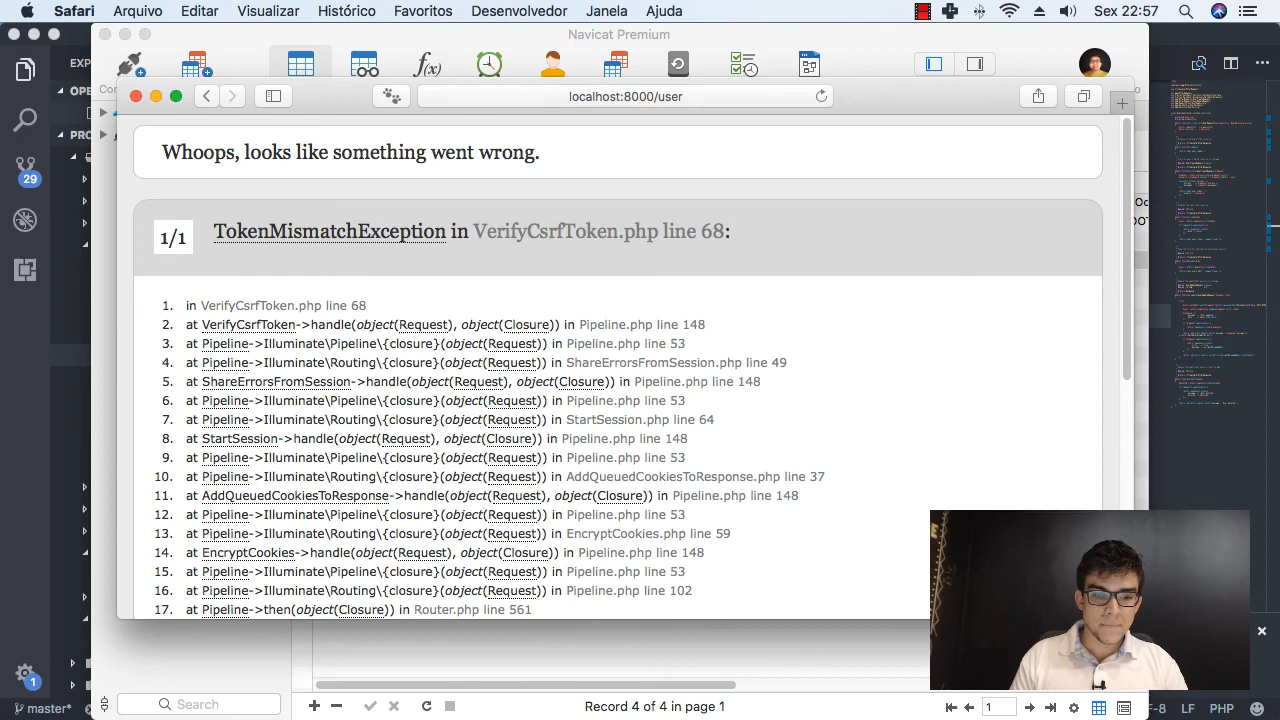 Safari Arquivo Editar Visualizar Histórico Favoritos Desenvolvedor Janela Ajuda Sex 22:57
Navicat Premium
f(x)
localhost:8000/user
29
Whoops, looks like something went wrong.
1/1 TokenMismatchException in VerifyCsrfToken.php line 68:
1. in VerifyCsrfToken.php line 68
2. at VerifyCsrfToken->handle(object(Request), object(Closure)) in Pipeline.php line 148
3. at Pipeline->Illuminate\Pipeline\{closure}(object(Request)) in Pipeline.php line 53
4. at Pipeline->Illuminate\Routing\{closure}(object(Request)) in ShareErrorsFromSession.php line 49
5. at ShareErrorsFromSession->handle(object(Request), object(Closure)) in Pipeline.php line 148
6. at Pipeline->Illuminate\Pipeline\{closure}(object(Request)) in Pipeline.php line 53
7. at Pipeline->Illuminate\Routing\{closure}(object(Request)) in StartSession.php line 64
8. at StartSession->handle(object(Request), object(Closure)) in Pipeline.php line 148
9. at Pipeline->Illuminate\Pipeline\{closure}(object(Request)) in Pipeline.php line 53
10. at Pipeline->Illuminate\Routing\{closure}(object(Request)) in AddQueuedCookiesToResponse.php line 37
11. at AddQueuedCookiesToResponse->handle(object(Request), object(Closure)) in Pipeline.php line 148
12. at Pipeline->Illuminate\Pipeline\{closure}(object(Request)) in Pipeline.php line 53
13. at Pipeline->Illuminate\Routing\{closure}(object(Request)) in EncryptCookies.php line 59
14. at EncryptCookies->handle(object(Request), object(Closure)) in Pipeline.php line 148
15. at Pipeline->Illuminate\Pipeline\{closure}(object(Request)) in Pipeline.php line 53
16. at Pipeline->Illuminate\Routing\{closure}(object(Request)) in Pipeline.php line 102
17. at Pipeline->then(object(Closure)) in Router.php line 561
1
Search
Record 4 of 4 in page 1
1
master* LF PHP